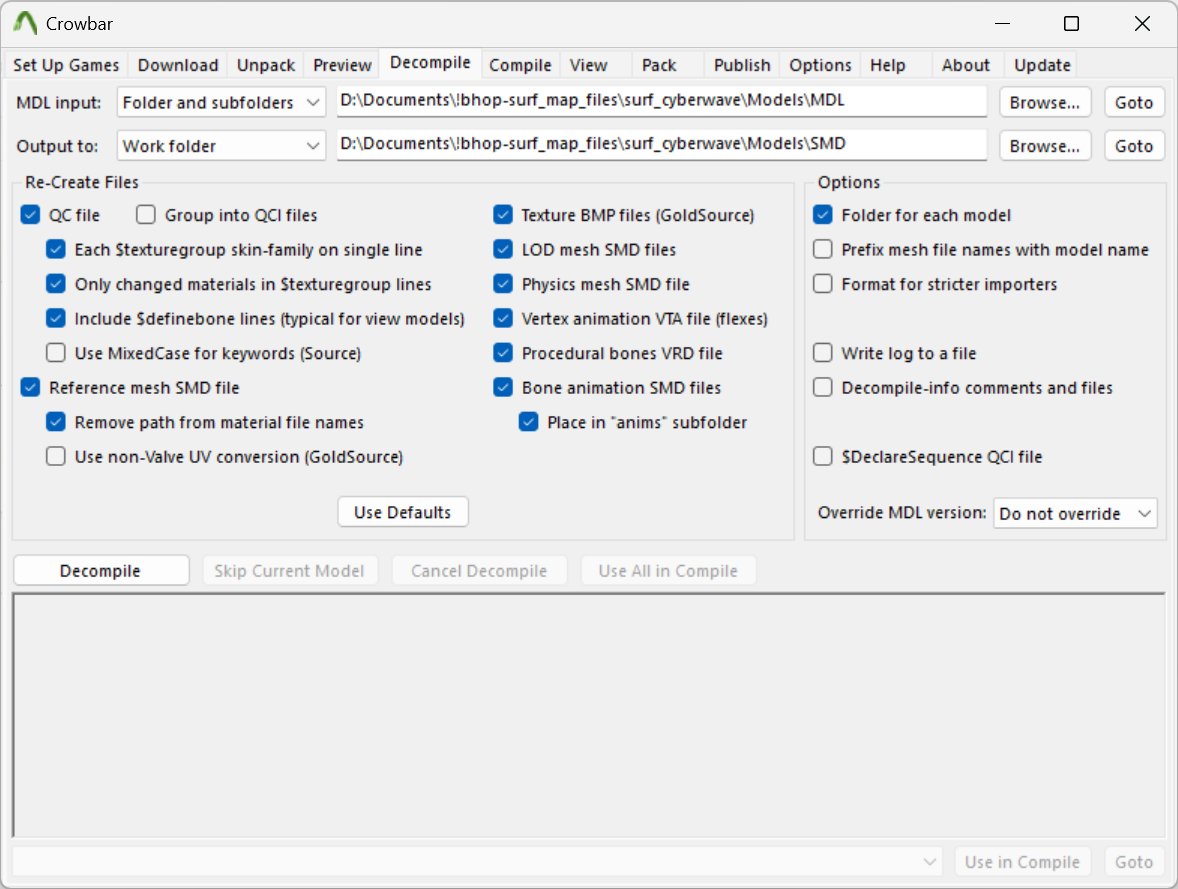 Crowbar
Set Up Games Download Unpack Preview Decompile Compile View Pack Publish Options Help About Update
MDL input: Folder and subfolders D:\Documents\!bhop-surf_map_files\surf_cyberwave\Models\MDL Browse... Goto
Output to: Work folder D:\Documents\!bhop-surf_map_files\surf_cyberwave\Models\SMD Browse... Goto
Re-Create Files
QC file Group into QCI files
Each $texturegroup skin-family on single line
Only changed materials in $texturegroup lines
Include $definebone lines (typical for view models)
Use MixedCase for keywords (Source)
Reference mesh SMD file
Remove path from material file names
Use non-Valve UV conversion (GoldSource)
Texture BMP files (GoldSource)
LOD mesh SMD files
Physics mesh SMD file
Vertex animation VTA file (flexes)
Procedural bones VRD file
Bone animation SMD files
Place in "anims" subfolder
Use Defaults
Options
Folder for each model
Prefix mesh file names with model name
Format for stricter importers
Write log to a file
Decompile-info comments and files
$DeclareSequence QCI file
Override MDL version: Do not override
Decompile Skip Current Model Cancel Decompile Use All in Compile
Use in Compile Goto